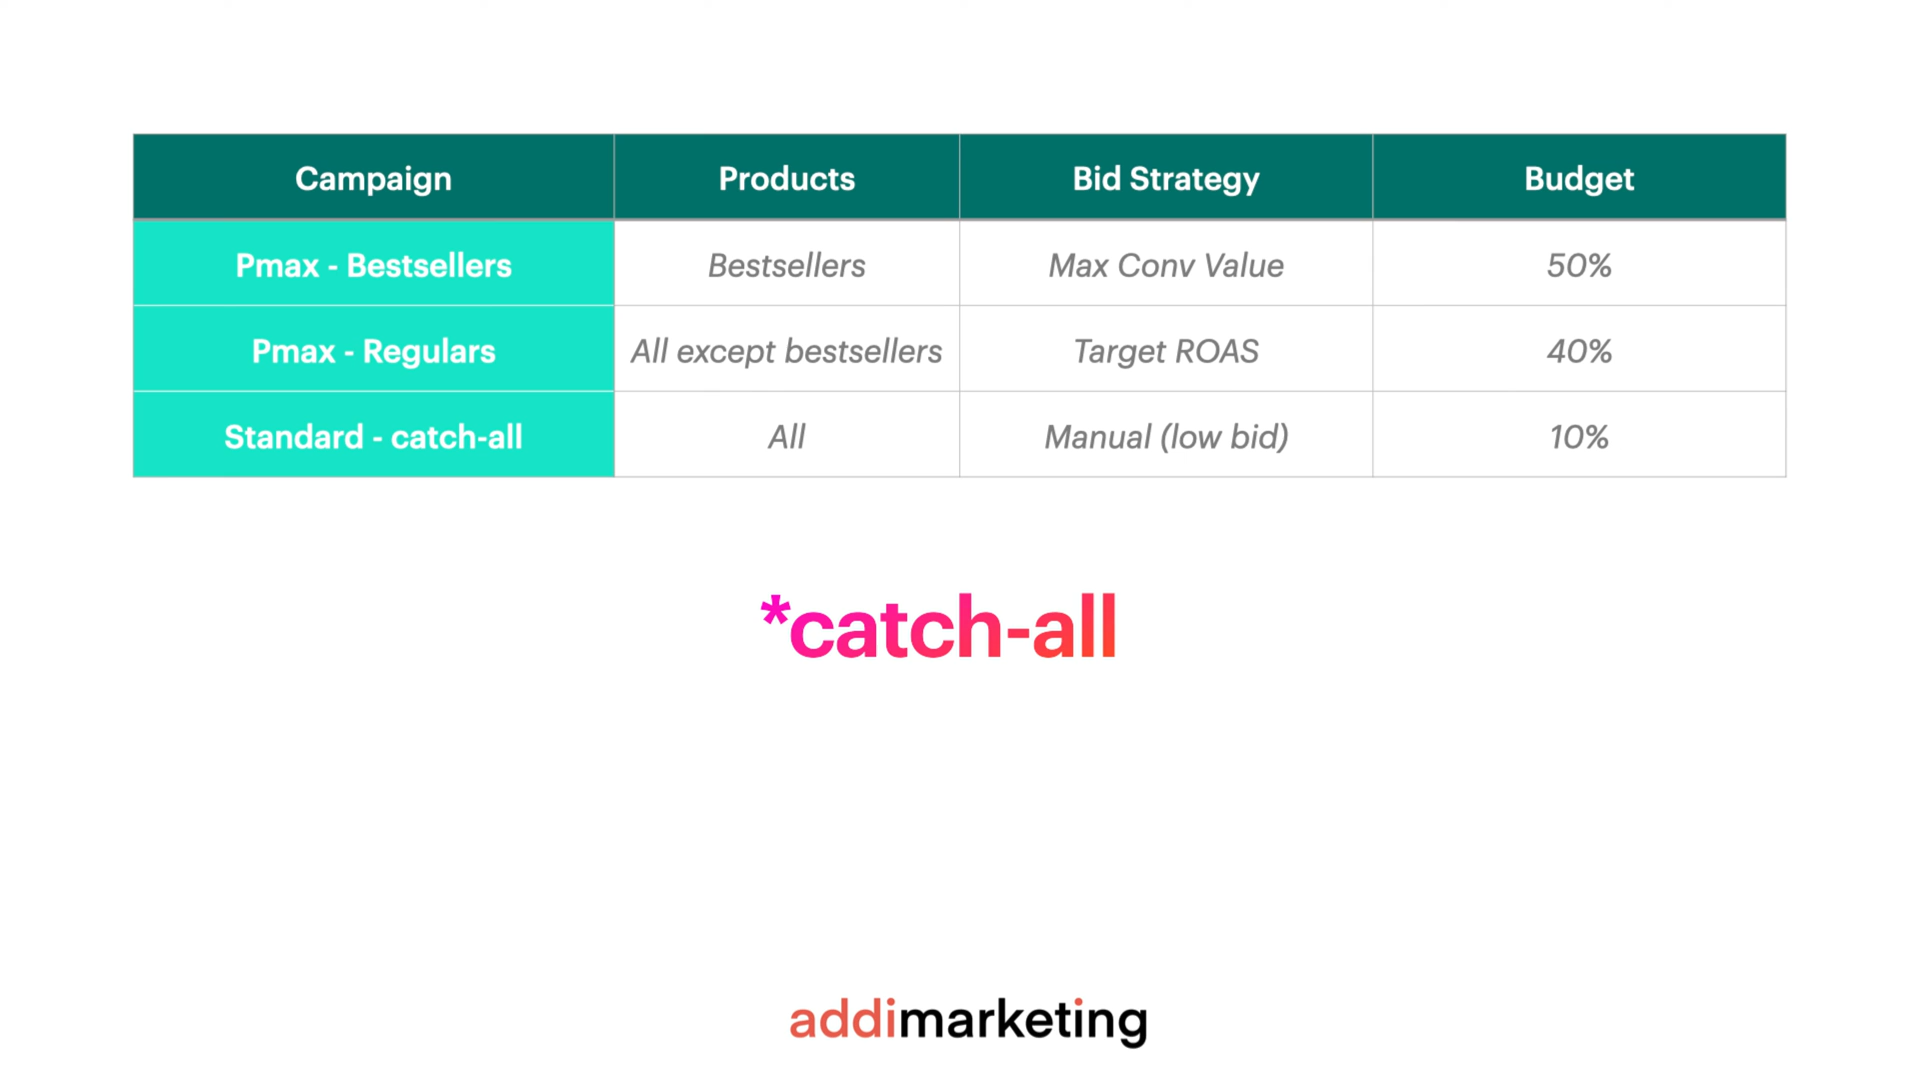 Campaign Products Bid Strategy Budget
Pmax - Bestsellers Bestsellers Max Conv Value 50%
Pmax - Regulars All except bestsellers Target ROAS 40%
Standard - catch-all All Manual (low bid) 10%
*catch-all
addimarketing